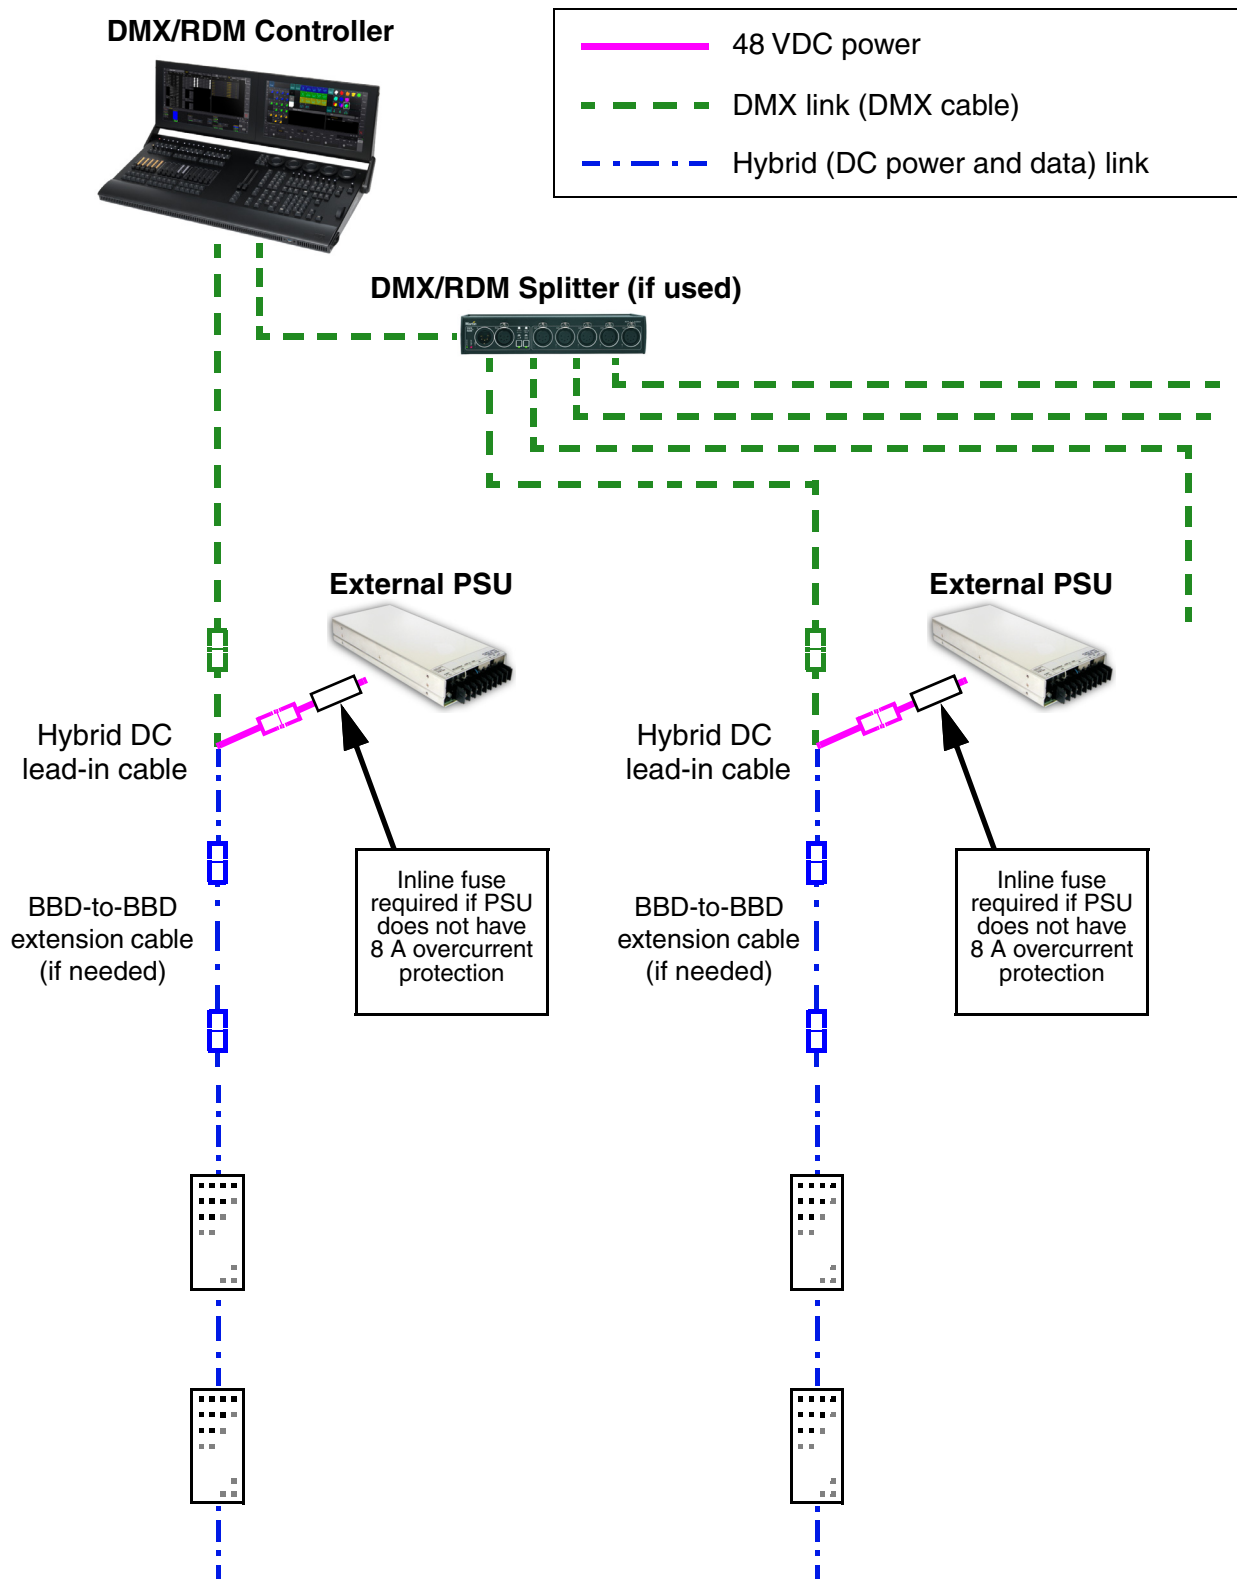 DMX/RDM Controller
48 VDC power
DMX link (DMX cable)
Hybrid (DC power and data) link
DMX/RDM Splitter (if used)
External PSU
External PSU
Hybrid DC
lead-in cable
Hybrid DC
lead-in cable
Inline fuse
required if PSU
does not have
8 A overcurrent
protection
Inline fuse
required if PSU
does not have
8 A overcurrent
protection
BBD-to-BBD
extension cable
(if needed)
BBD-to-BBD
extension cable
(if needed)